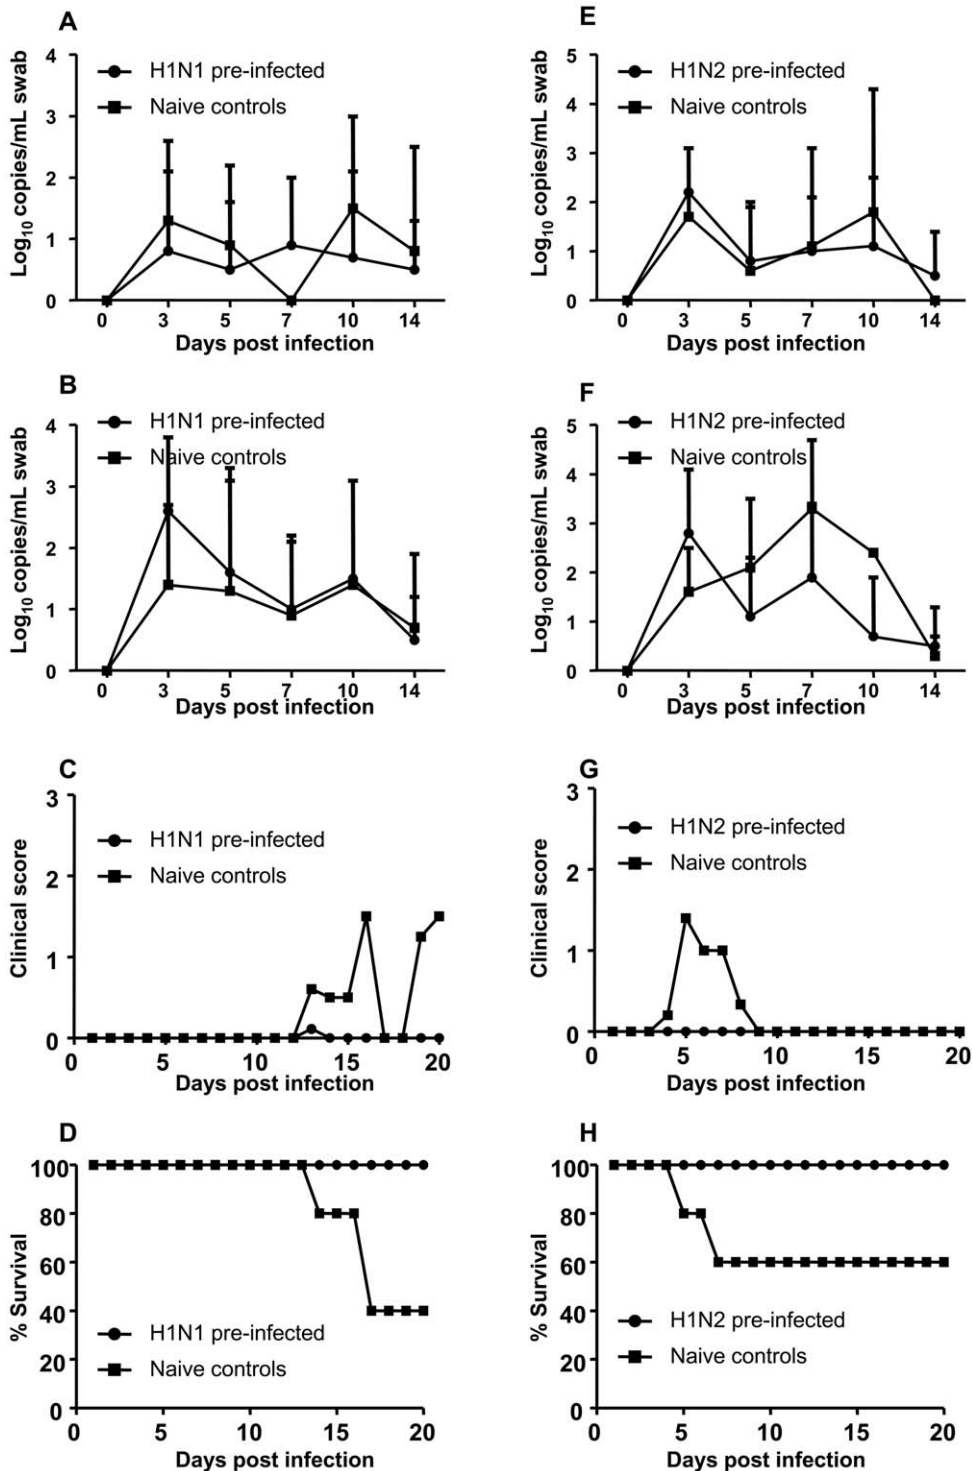 A
Log10 copies/mL swab
4
3
2
1
0
H1N1 pre-infected
Naive controls
0 3 5 7 10 14
Days post infection
E
Log10 copies/mL swab
5
4
3
2
1
0
H1N2 pre-infected
Naive controls
0 3 5 7 10 14
Days post infection
B
Log10 copies/mL swab
4
3
2
1
0
H1N1 pre-infected
Naive controls
0 3 5 7 10 14
Days post infection
F
Log10 copies/mL swab
5
4
3
2
1
0
H1N2 pre-infected
Naive controls
0 3 5 7 10 14
Days post infection
C
Clinical score
3
2
1
0
H1N1 pre-infected
Naive controls
0 5 10 15 20
Days post infection
G
Clinical score
3
2
1
0
H1N2 pre-infected
Naive controls
0 5 10 15 20
Days post infection
D
% Survival
100
80
60
40
20
0
H1N1 pre-infected
Naive controls
0 5 10 15 20
Days post infection
H
% Survival
100
80
60
40
20
0
H1N2 pre-infected
Naive controls
0 5 10 15 20
Days post infection